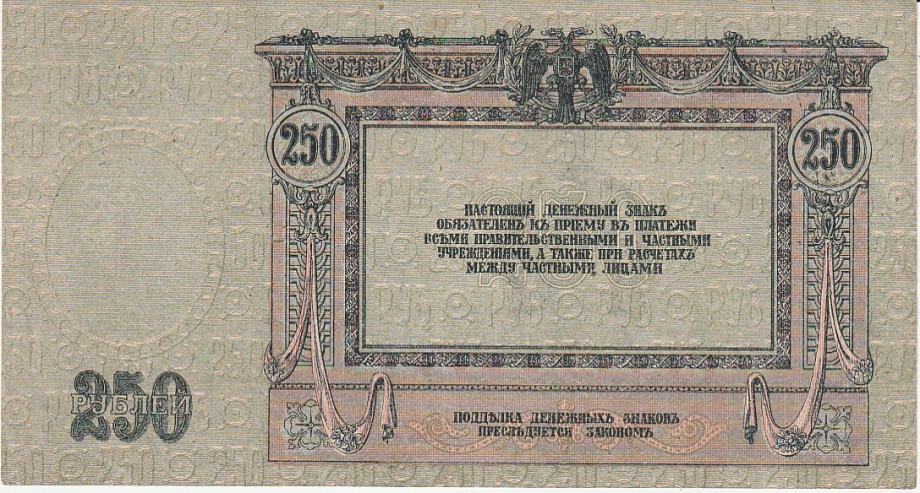 250
250
НАСТОЯЩІЙ ДЕНЕЖНЫЙ ЗНАКЪ
ОБЯЗАТЕЛЕНЪ КЪ ПРІЕМУ ВЪ ПЛАТЕЖИ
ВСѢМИ ПРАВИТЕЛЬСТВЕННЫМИ И ЧАСТНЫМИ
УЧРЕЖДЕНІЯМИ, А ТАКЖЕ ПРИ РАСЧЕТАХЪ
МЕЖДУ ЧАСТНЫМИ ЛИЦАМИ
250
РУБЛЕЙ
ПОДДѢЛКА ДЕНЕЖНЫХЪ ЗНАКОВЪ
ПРЕСЛѢДУЕТСЯ ЗАКОНОМЪ